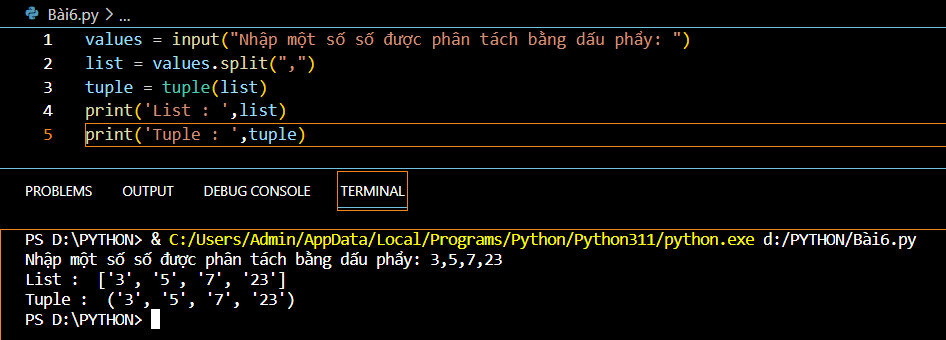 Bài6.py > ...
1 values = input("Nhập một số số được phân tách bằng dấu phẩy: ")
2 list = values.split(",")
3 tuple = tuple(list)
4 print('List : ',list)
5 print('Tuple : ',tuple)
PROBLEMS OUTPUT DEBUG CONSOLE TERMINAL
PS D:\PYTHON> & C:/Users/Admin/AppData/Local/Programs/Python/Python311/python.exe d:/PYTHON/Bài6.py
Nhập một số số được phân tách bằng dấu phẩy: 3,5,7,23
List :  ['3', '5', '7', '23']
Tuple :  ('3', '5', '7', '23')
PS D:\PYTHON>